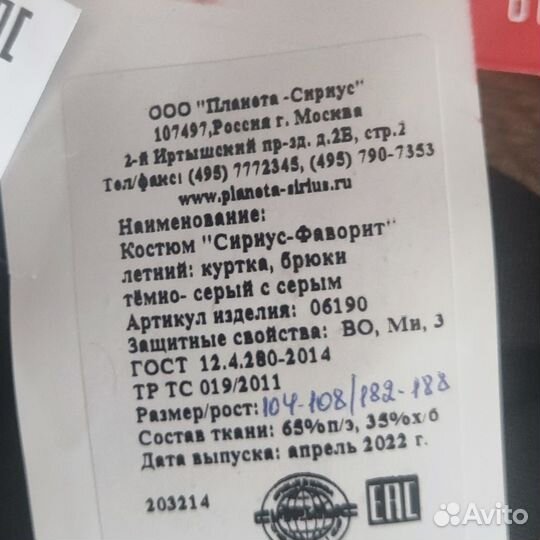 ООО "Планета -Сириус"
107497,Россия г. Москва
2-й Иртышский пр-зд. д.2В, стр.2
Тел/факс: (495) 7772345, (495) 790-7353
www.planeta-sirius.ru
Наименование:
Костюм "Сириус-Фаворит"
летний: куртка, брюки
тёмно- серый с серым
Артикул изделия: 06190
Защитные свойства: ВО, Ми, З
ГОСТ 12.4.280-2014
ТР ТС 019/2011
Размер/рост: 104-108/182-188
Состав ткани: 65%п/э, 35%х/б
Дата выпуска: апрель 2022 г.
203214
EAC
Avito